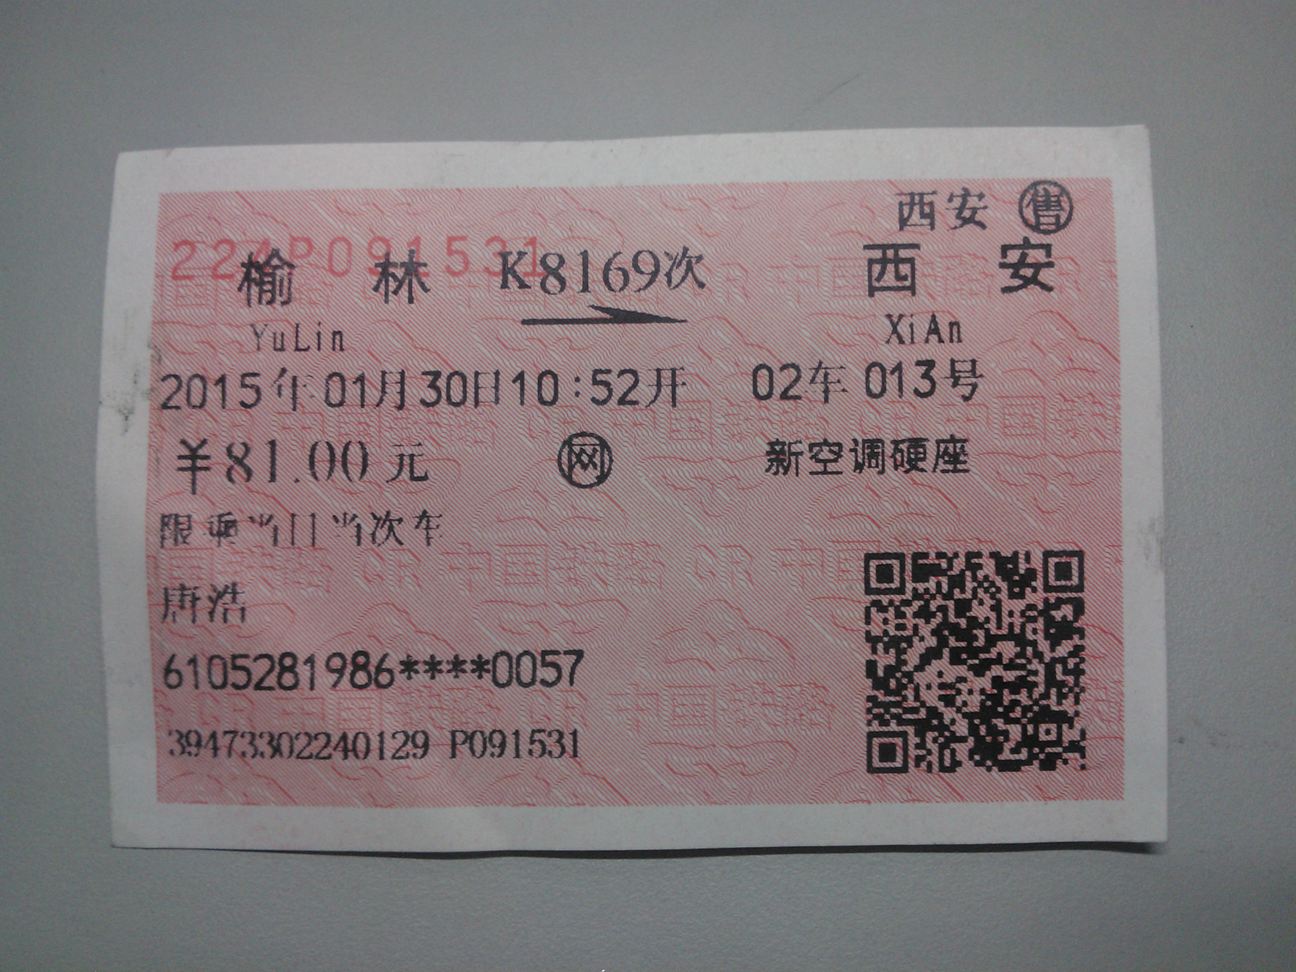 西安 售
224P091531
榆林 K8169次 西安
YuLin XiAn
2015年01月30日10:52开 02车 013号
¥81.00元 网 新空调硬座
限乘当日当次车
唐浩
6105281986****0057
39473302240129 P091531